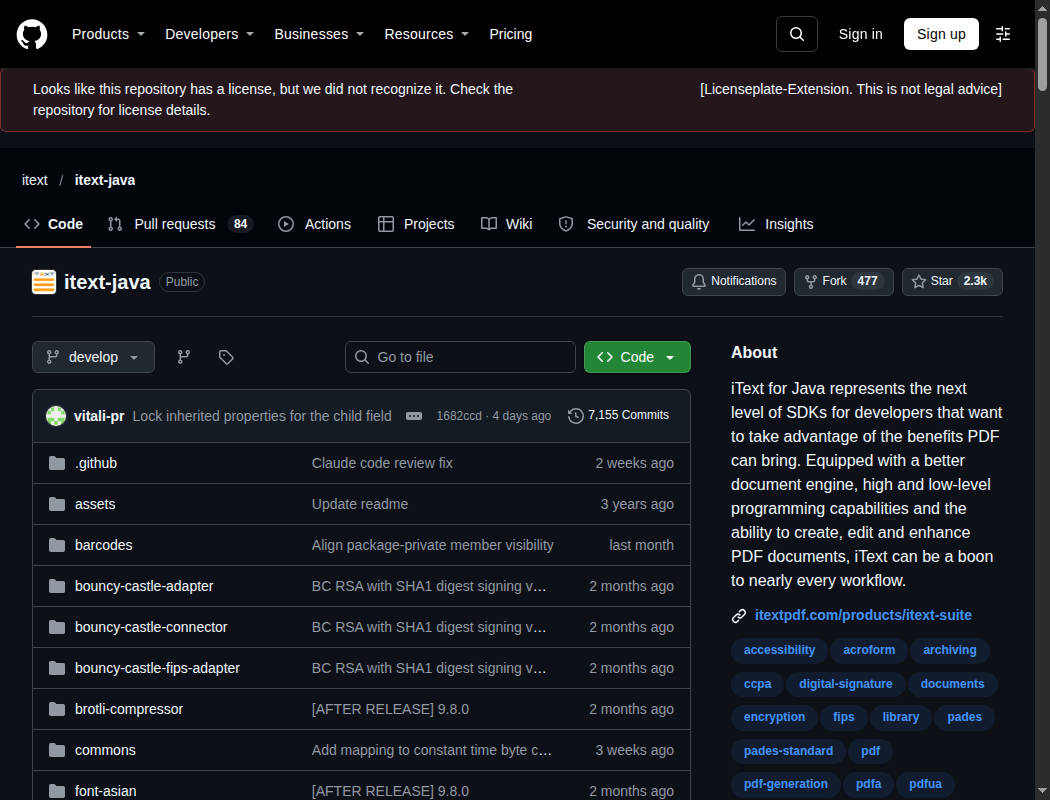 Products Developers Businesses Resources Pricing Sign in Sign up
Looks like this repository has a license, but we did not recognize it. Check the
repository for license details.
[Licenseplate-Extension. This is not legal advice]
itext / itext-java
Code Pull requests 84 Actions Projects Wiki Security and quality Insights
itext-java Public Notifications Fork 477 Star 2.3k
develop Go to file Code
vitali-pr Lock inherited properties for the child field 1682ccd · 4 days ago 7,155 Commits
.github Claude code review fix 2 weeks ago
assets Update readme 3 years ago
barcodes Align package-private member visibility last month
bouncy-castle-adapter BC RSA with SHA1 digest signing v... 2 months ago
bouncy-castle-connector BC RSA with SHA1 digest signing v... 2 months ago
bouncy-castle-fips-adapter BC RSA with SHA1 digest signing v... 2 months ago
brotli-compressor [AFTER RELEASE] 9.8.0 2 months ago
commons Add mapping to constant time byte c... 3 weeks ago
font-asian [AFTER RELEASE] 9.8.0 2 months ago
About
iText for Java represents the next
level of SDKs for developers that want
to take advantage of the benefits PDF
can bring. Equipped with a better
document engine, high and low-level
programming capabilities and the
ability to create, edit and enhance
PDF documents, iText can be a boon
to nearly every workflow.
itextpdf.com/products/itext-suite
accessibility acroform archiving
ccpa digital-signature documents
encryption fips library pades
pades-standard pdf
pdf-generation pdfa pdfua